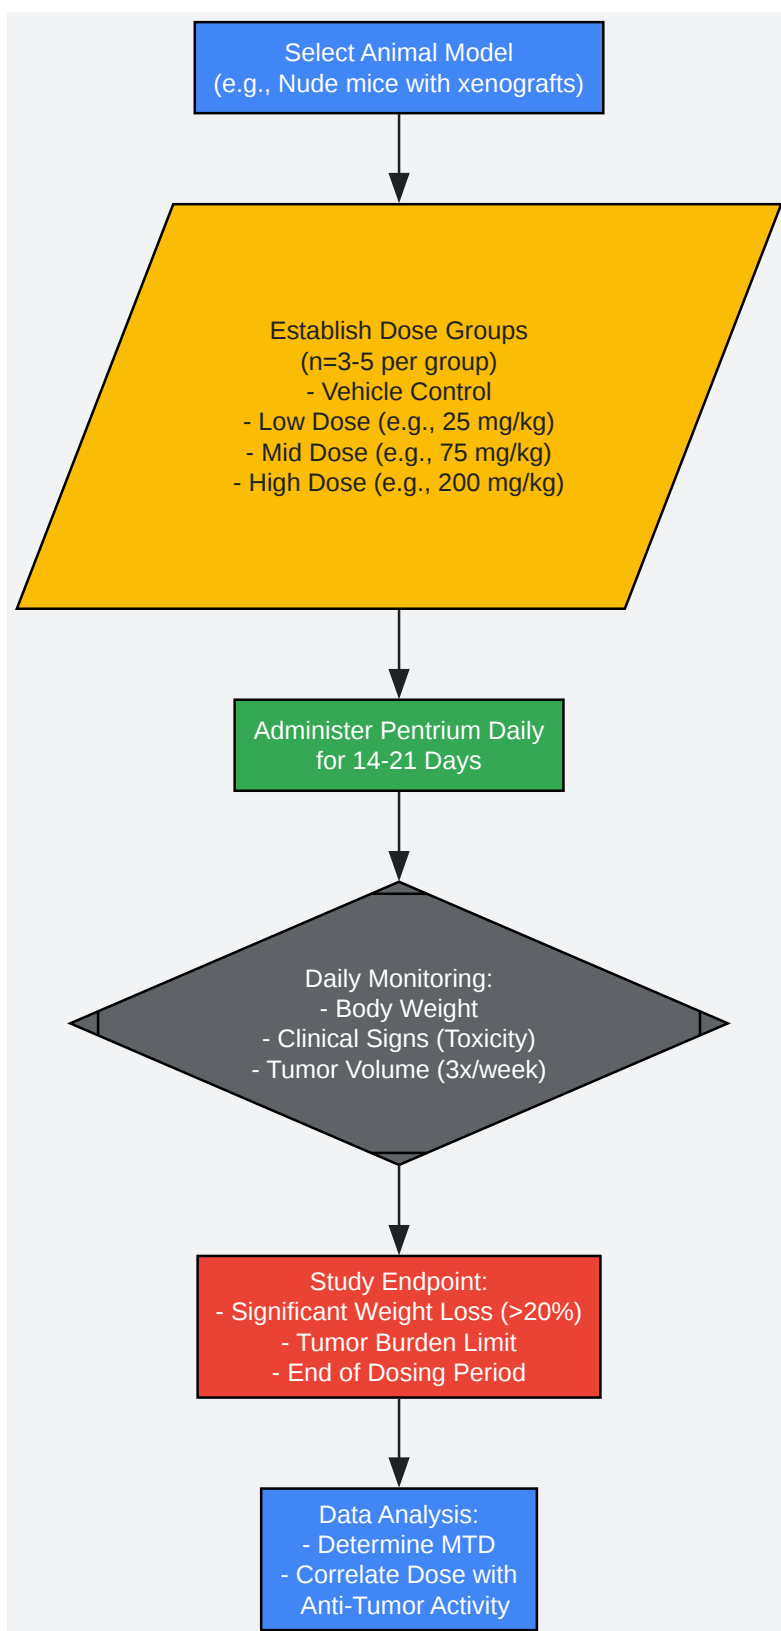 Select Animal Model
(e.g., Nude mice with xenografts)
Establish Dose Groups
(n=3-5 per group)
- Vehicle Control
- Low Dose (e.g., 25 mg/kg)
- Mid Dose (e.g., 75 mg/kg)
- High Dose (e.g., 200 mg/kg)
Administer Pentrium Daily
for 14-21 Days
Daily Monitoring:
- Body Weight
- Clinical Signs (Toxicity)
- Tumor Volume (3x/week)
Study Endpoint:
- Significant Weight Loss (>20%)
- Tumor Burden Limit
- End of Dosing Period
Data Analysis:
- Determine MTD
- Correlate Dose with
Anti-Tumor Activity